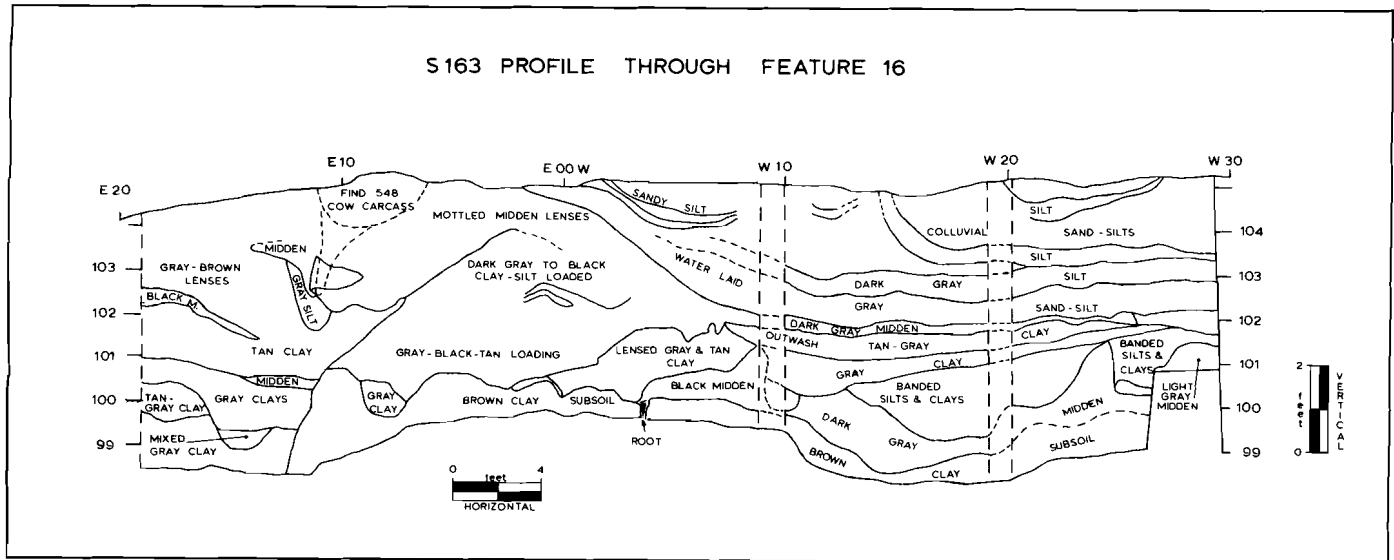 S163 PROFILE THROUGH FEATURE 16
E 20
E 10
E 00 W
W 10
W 20
W 30
FIND 548
COW CARCASS
MOTTLED MIDDEN LENSES
SANDY SILT
SILT
COLLUVIAL
SAND-SILTS
104
MIDDEN
GRAY-BROWN
LENSES
103
GRAY SILT
DARK GRAY TO BLACK
CLAY-SILT LOADED
WATER LAID
SILT
DARK GRAY
SILT
103
BLACK M.
102
GRAY
SAND-SILT
DARK GRAY MIDDEN
102
OUTWASH
TAN-GRAY
CLAY
TAN CLAY
101
GRAY-BLACK-TAN LOADING
LENSED GRAY & TAN
CLAY
GRAY CLAY
BANDED
SILTS &
CLAYS
101
MIDDEN
BLACK MIDDEN
BANDED
SILTS & CLAYS
LIGHT
GRAY
MIDDEN
100
TAN-
GRAY CLAY
GRAY CLAYS
GRAY
CLAY
BROWN CLAY
SUBSOIL
MIDDEN
100
DARK
GRAY
SUBSOIL
99
MIXED
GRAY CLAY
ROOT
BROWN
CLAY
99
0 feet 4
HORIZONTAL
2
feet
0
VERTICAL